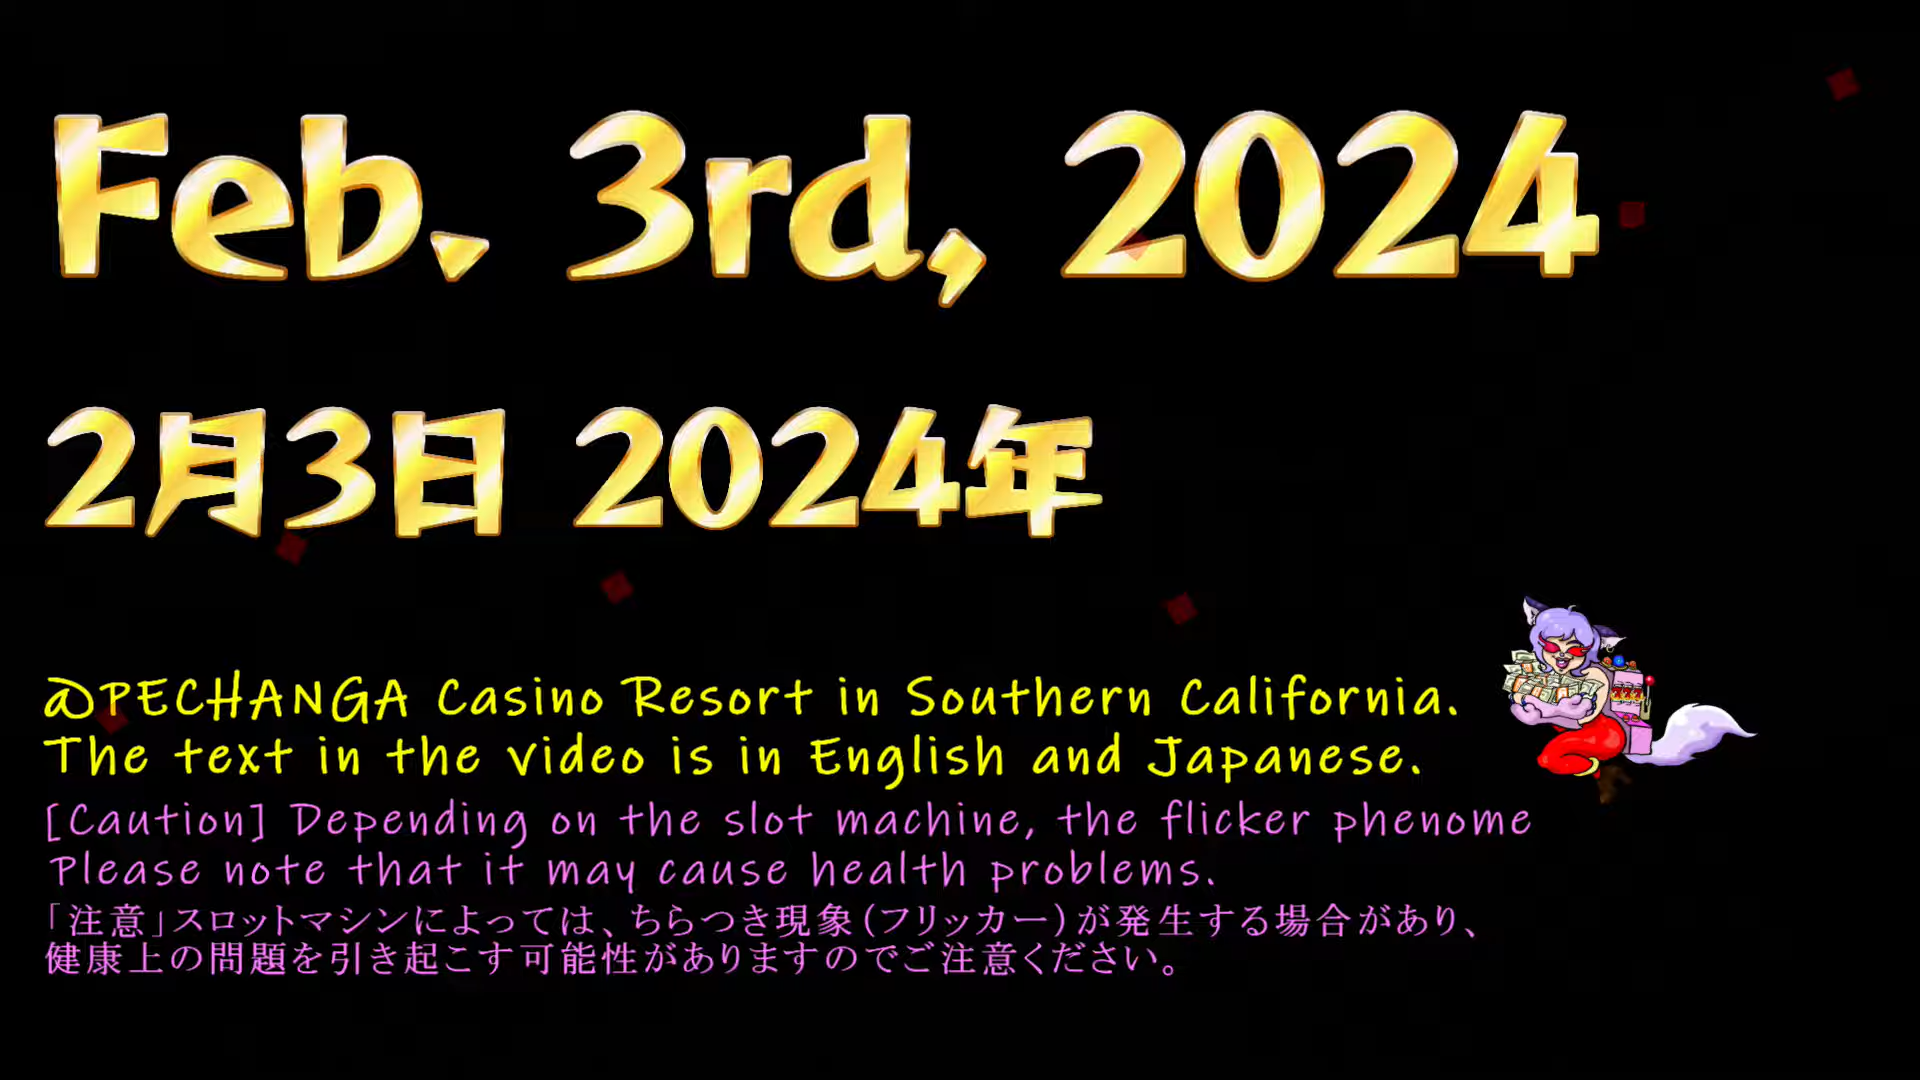 Feb. 3rd, 2024
2月3日 2024年
@PECHANGA Casino Resort in Southern California.
The text in the video is in English and Japanese.
[Caution] Depending on the slot machine, the flicker phenome
Please note that it may cause health problems.
「注意」スロットマシンによっては、ちらつき現象(フリッカー)が発生する場合があり、
健康上の問題を引き起こす可能性がありますのでご注意ください。